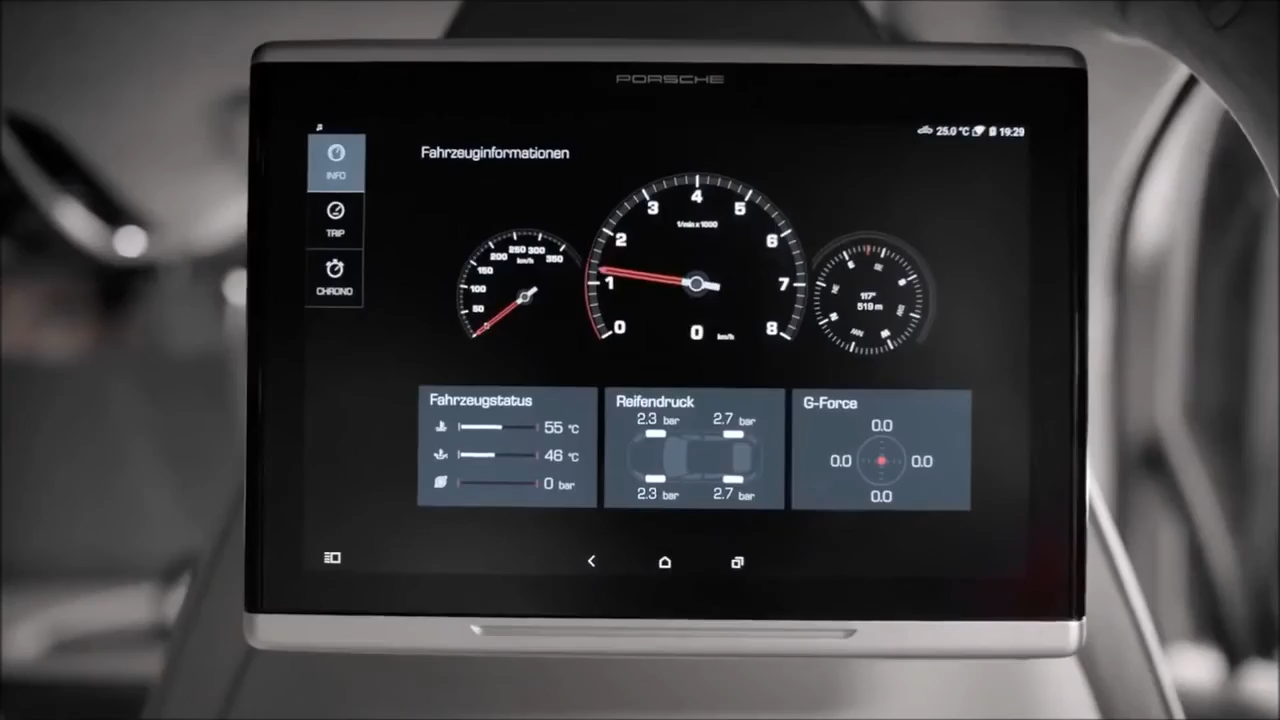 PORSCHE
25.0 °C 19:29
INFO
TRIP
CHRONO
Fahrzeuginformationen
50
100
150
200
250
300
350
km/h
0
1
2
3
4
5
6
7
8
1/min x 1000
0 km/h
117°
519 m
Fahrzeugstatus
55 °C
46 °C
0 bar
Reifendruck
2.3 bar 2.7 bar
2.3 bar 2.7 bar
G-Force
0.0
0.0 0.0
0.0